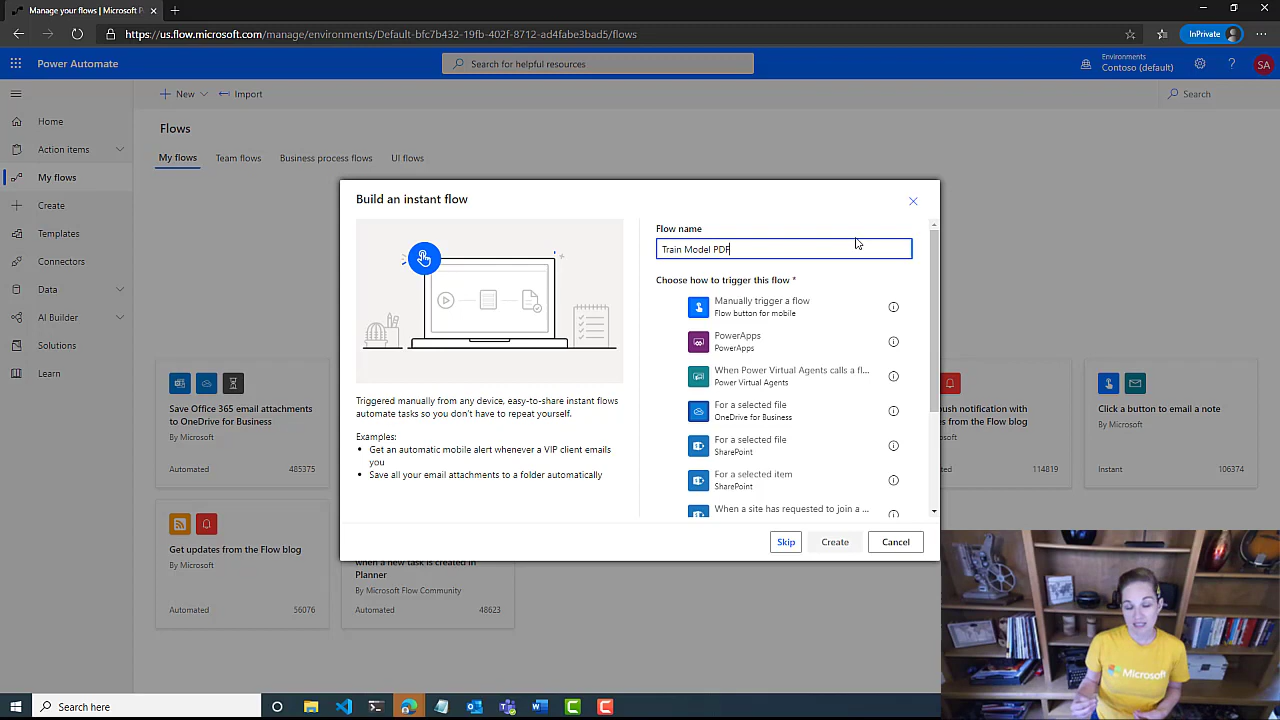 Manage your flows | Microsoft P
https://us.flow.microsoft.com/manage/environments/Default-bfc7b432-19fb-402f-8712-ad4fabe3bad5/flows
InPrivate
Power Automate
Search for helpful resources
Environments
Contoso (default)
SA
New
Import
Search
Home
Action items
My flows
Create
Templates
Connectors
Data
AI Builder
Solutions
Learn
Flows
My flows
Team flows
Business process flows
UI flows
Build an instant flow
Triggered manually from any device, easy-to-share instant flows
automate tasks so you don't have to repeat yourself.
Examples:
Get an automatic mobile alert whenever a VIP client emails
you
Save all your email attachments to a folder automatically
Flow name
Train Model PDF
Choose how to trigger this flow *
Manually trigger a flow
Flow button for mobile
PowerApps
PowerApps
When Power Virtual Agents calls a fl...
Power Virtual Agents
For a selected file
OneDrive for Business
For a selected file
SharePoint
For a selected item
SharePoint
When a site has requested to join a ...
Skip
Create
Cancel
Save Office 365 email attachments
to OneDrive for Business
By Microsoft
Automated
485375
ush notification with
es from the Flow blog
114819
Click a button to email a note
By Microsoft
Instant
106374
Get updates from the Flow blog
By Microsoft
Automated
56076
when a new task is created in
Planner
By Microsoft Flow Community
Automated
48623
Search here